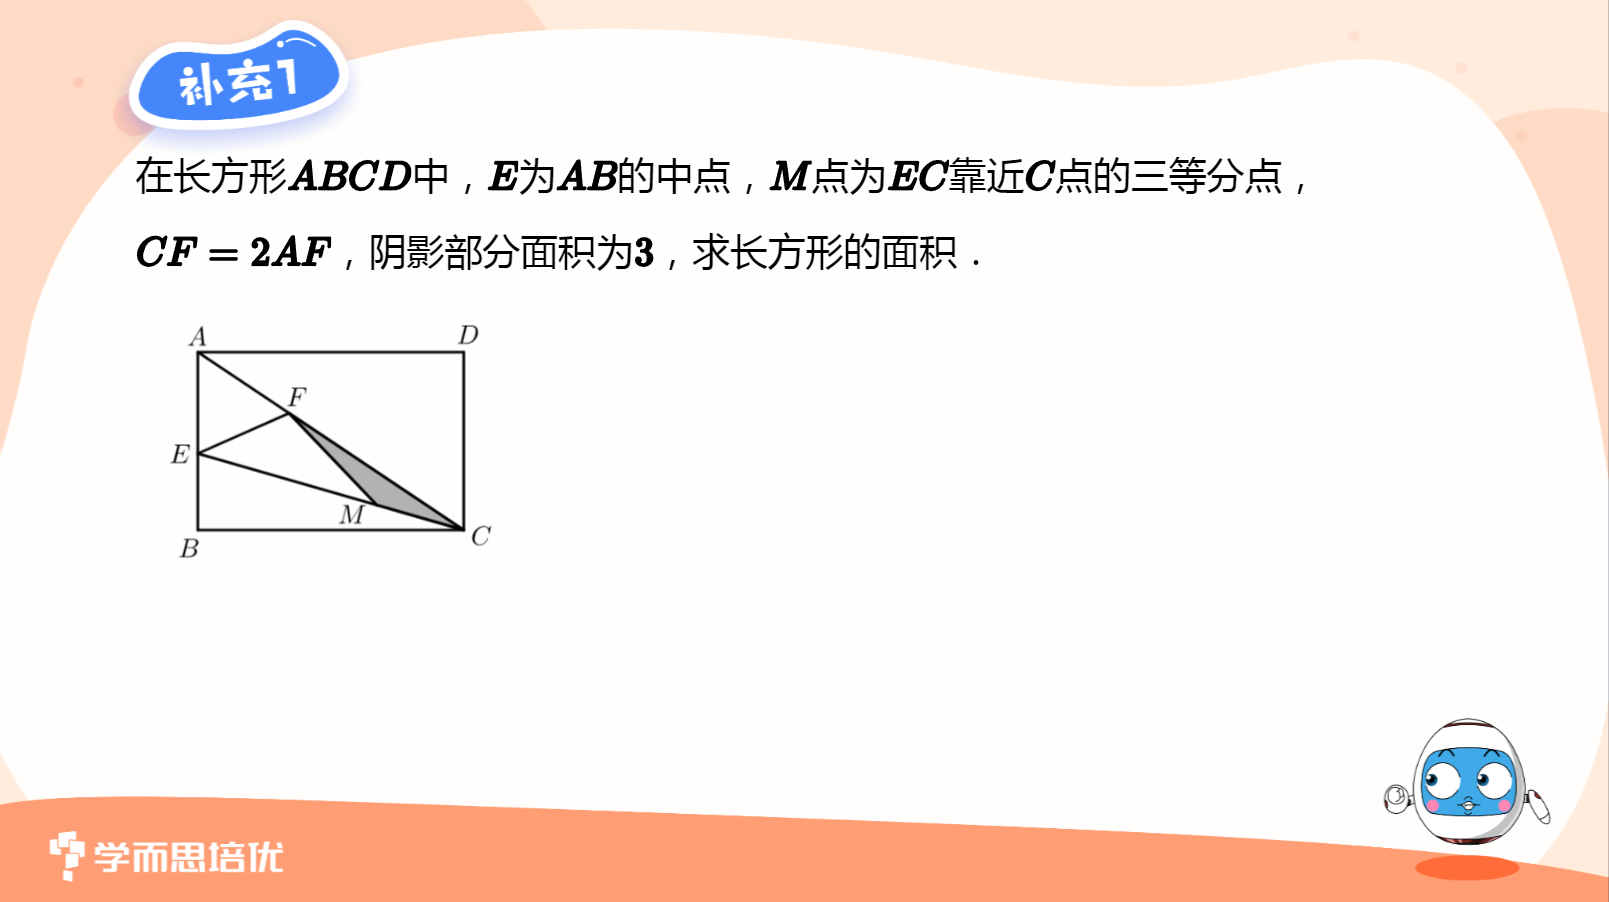 补充1
在长方形ABCD中，E为AB的中点，M点为EC靠近C点的三等分点，
CF = 2AF，阴影部分面积为3，求长方形的面积．
A
D
F
E
M
B
C
学而思培优